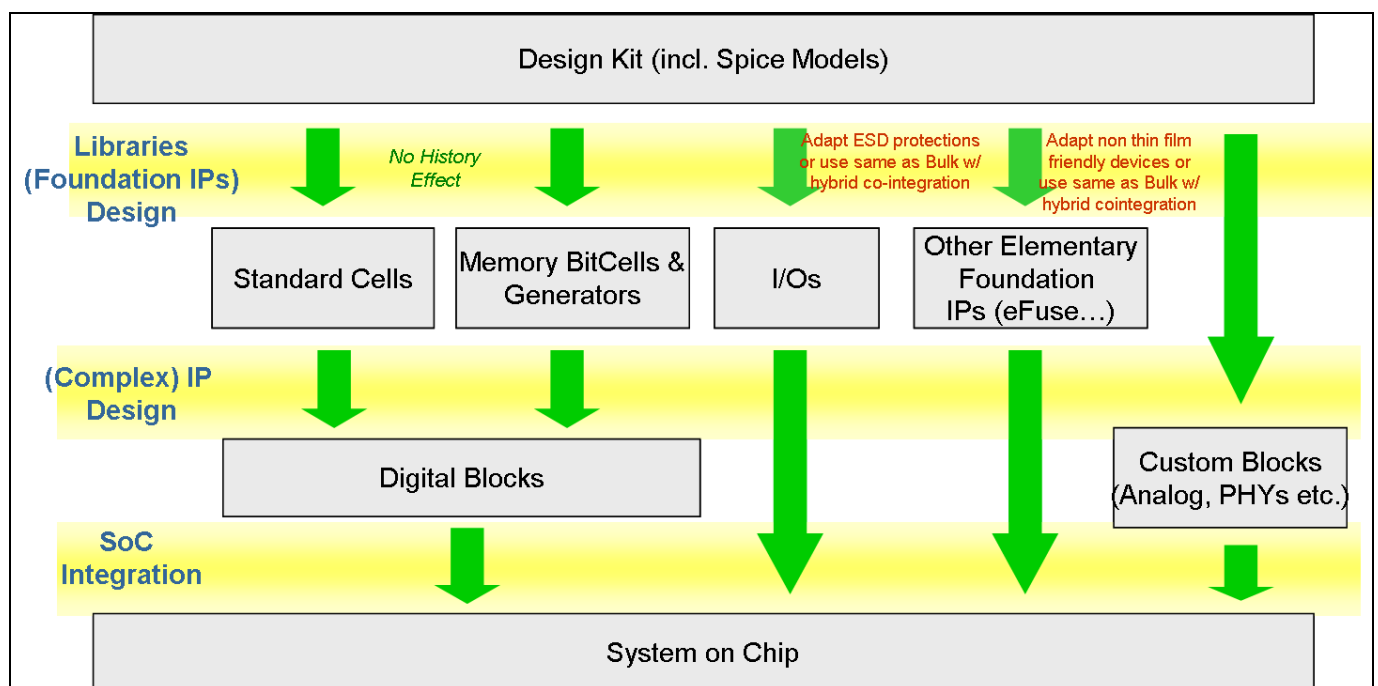 Design Kit (incl. Spice Models)
Libraries
(Foundation IPs)
Design
No History
Effect
Adapt ESD protections
or use same as Bulk w/
hybrid co-integration
Adapt non thin film
friendly devices or
use same as Bulk w/
hybrid cointegration
Standard Cells
Memory BitCells &
Generators
I/Os
Other Elementary
Foundation
IPs (eFuse…)
(Complex) IP
Design
Digital Blocks
Custom Blocks
(Analog, PHYs etc.)
SoC
Integration
System on Chip